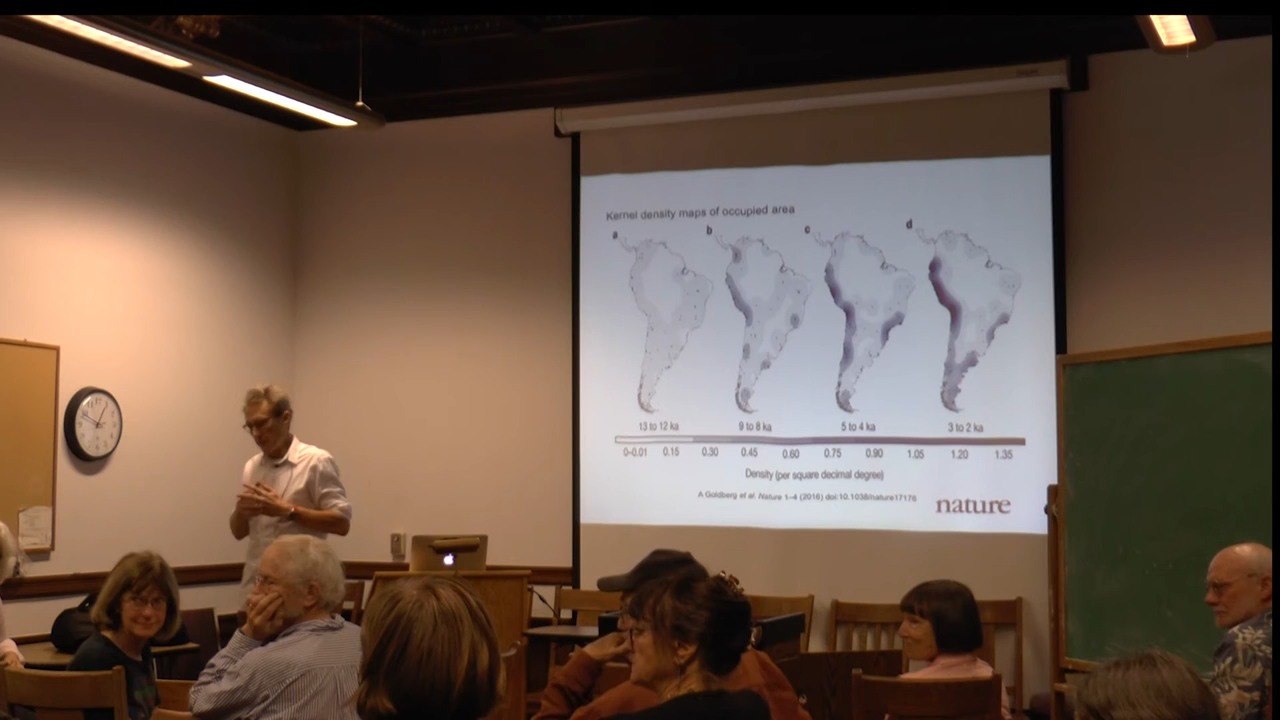 Kernel density maps of occupied area
a b c d
13 to 12 ka 9 to 8 ka 5 to 4 ka 3 to 2 ka
0–0.01 0.15 0.30 0.45 0.60 0.75 0.90 1.05 1.20 1.35
Density (per square decimal degree)
A Goldberg et al. Nature 1–4 (2016) doi:10.1038/nature17176
nature